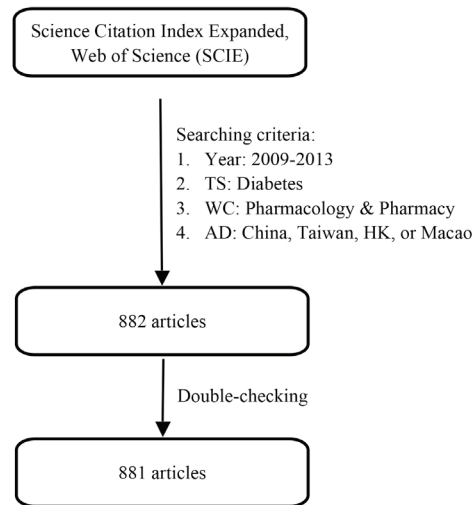 Science Citation Index Expanded,
Web of Science (SCIE)
Searching criteria:
1. Year: 2009-2013
2. TS: Diabetes
3. WC: Pharmacology & Pharmacy
4. AD: China, Taiwan, HK, or Macao
882 articles
Double-checking
881 articles